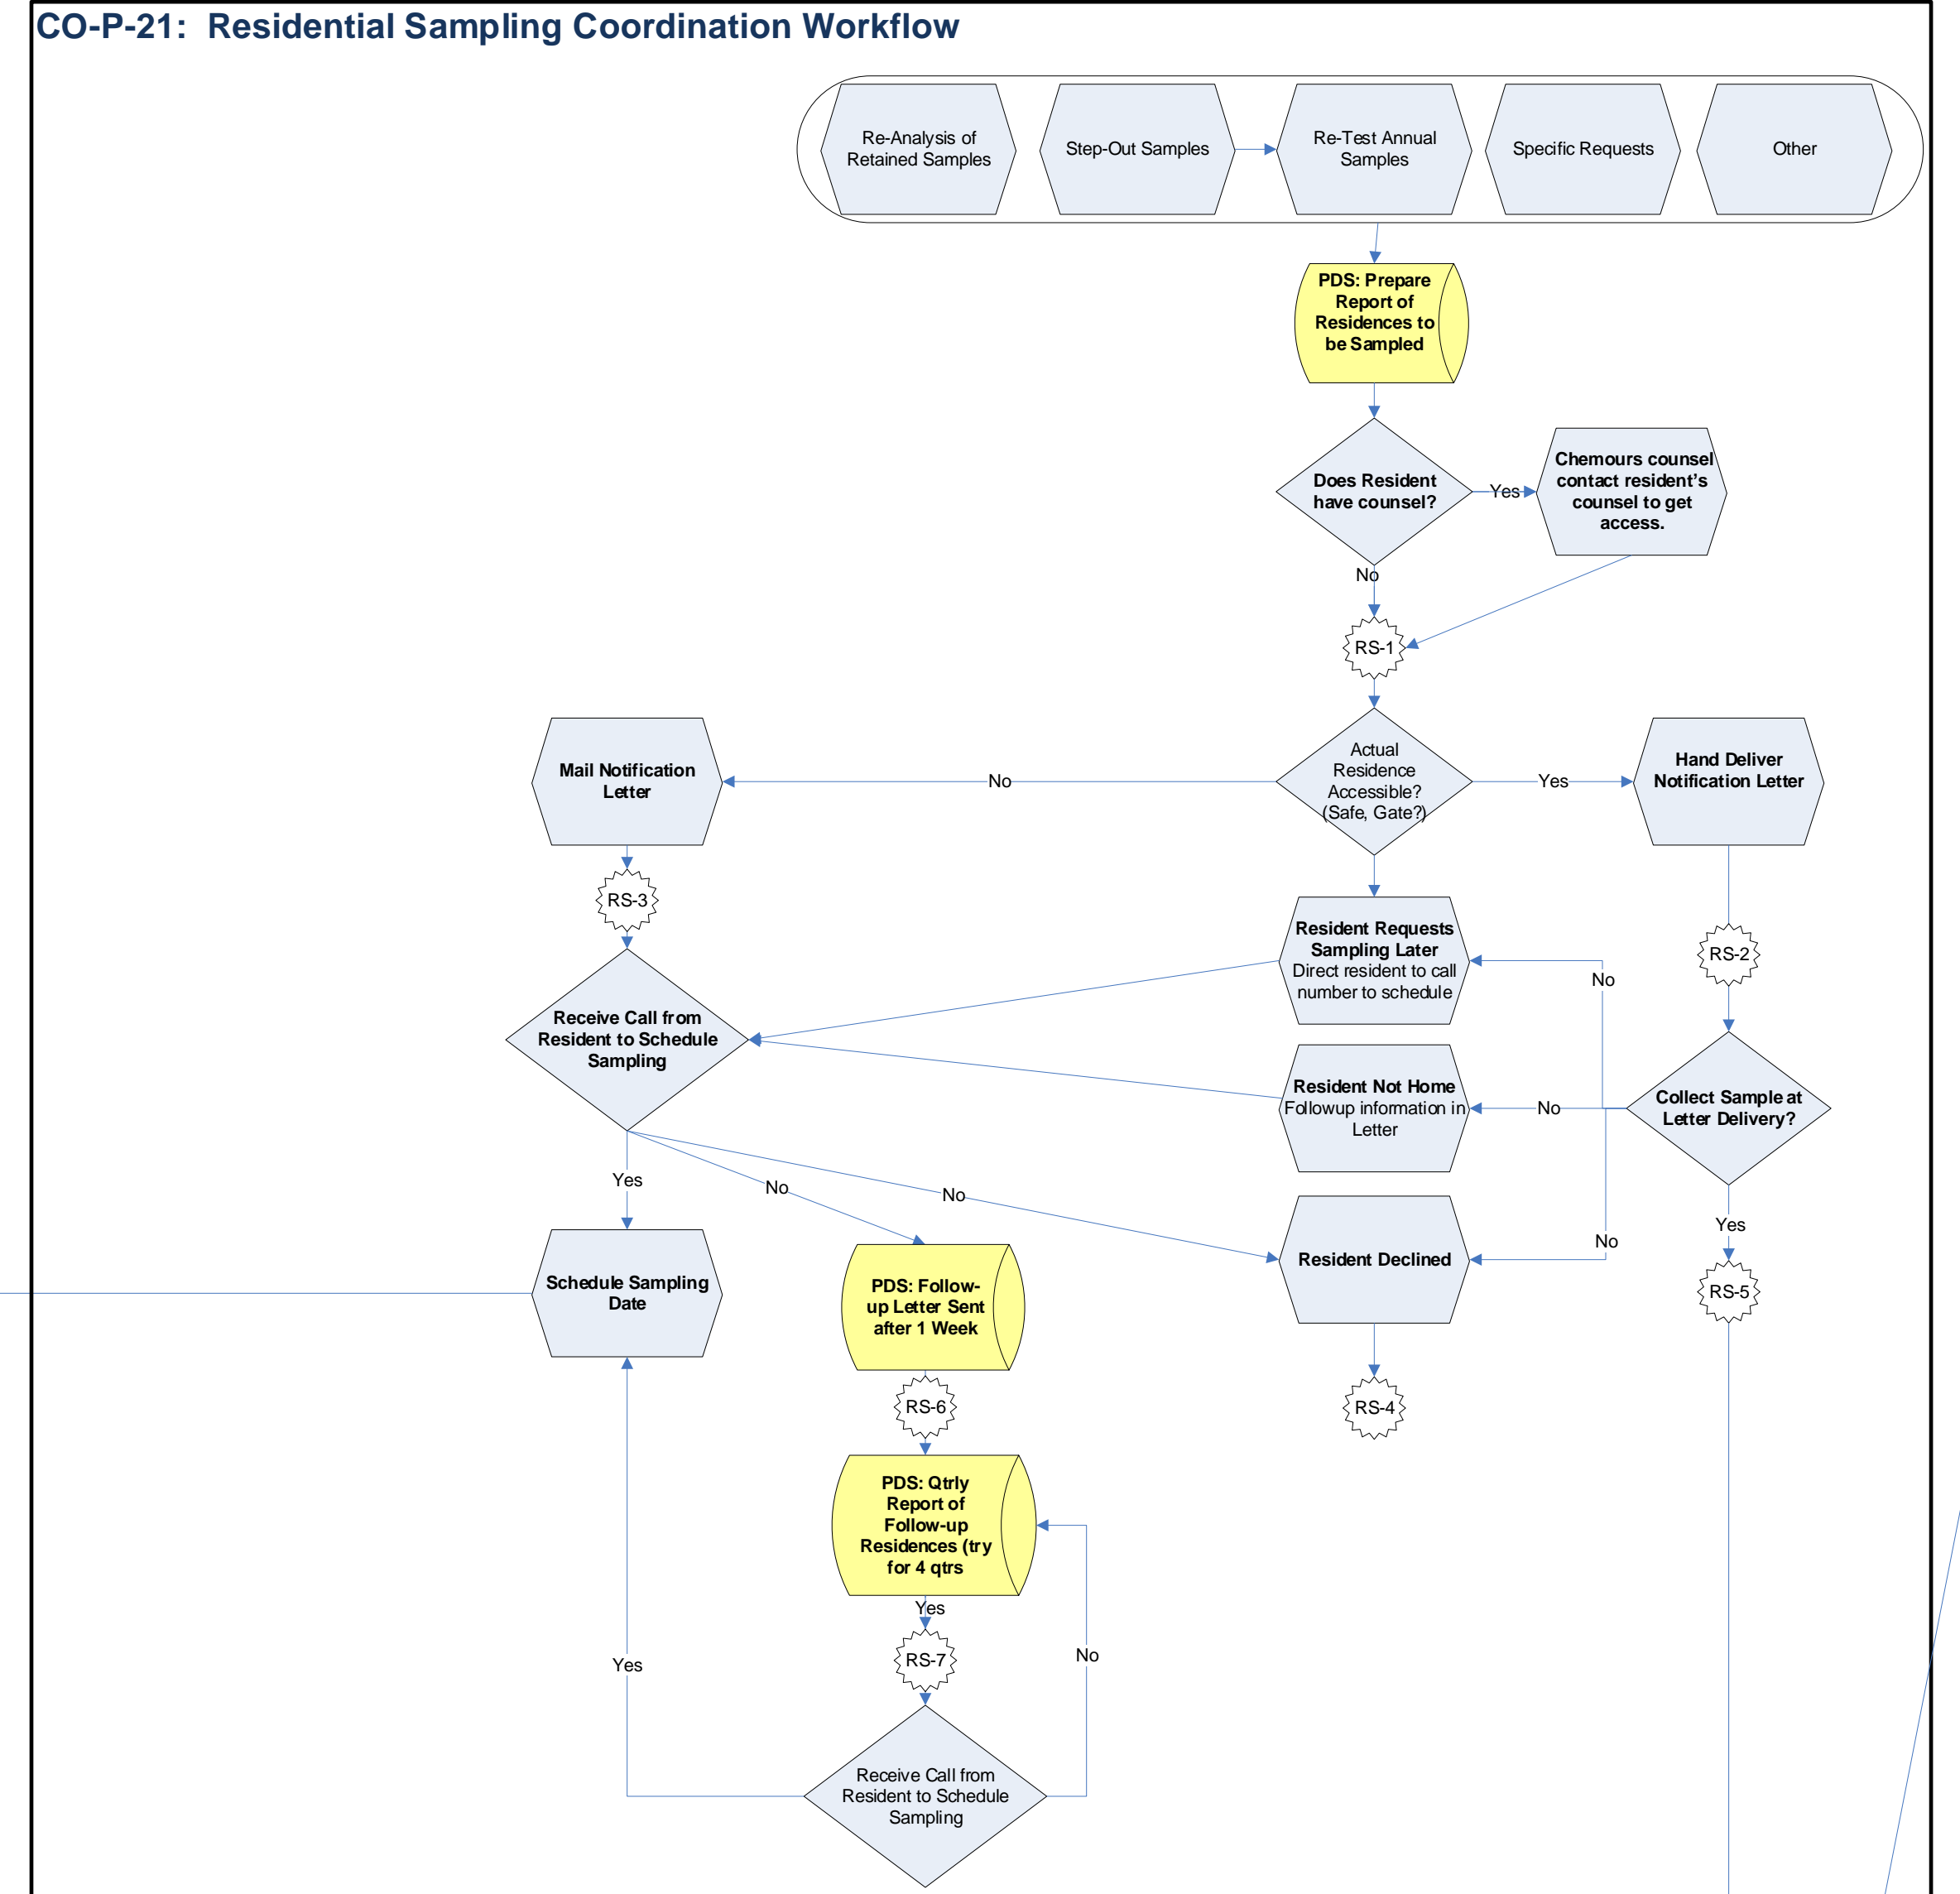 CO-P-21:  Residential Sampling Coordination Workflow
Re-Analysis of
Retained Samples
Step-Out Samples
Re-Test Annual
Samples
Specific Requests
Other
PDS: Prepare
Report of
Residences to
be Sampled
Does Resident
have counsel?
Yes
Chemours counsel
contact resident's
counsel to get
access.
No
RS-1
Actual
Residence
Accessible?
(Safe, Gate?)
No
Yes
Mail Notification
Letter
Hand Deliver
Notification Letter
RS-3
RS-2
Resident Requests
Sampling Later
Direct resident to call
number to schedule
No
Receive Call from
Resident to Schedule
Sampling
Resident Not Home
Followup information in
Letter
No
Collect Sample at
Letter Delivery?
Yes
No
No
Yes
No
Schedule Sampling
Date
PDS: Follow-
up Letter Sent
after 1 Week
Resident Declined
RS-5
RS-6
RS-4
PDS: Qtrly
Report of
Follow-up
Residences (try
for 4 qtrs
Yes
RS-7
Yes
No
Receive Call from
Resident to Schedule
Sampling